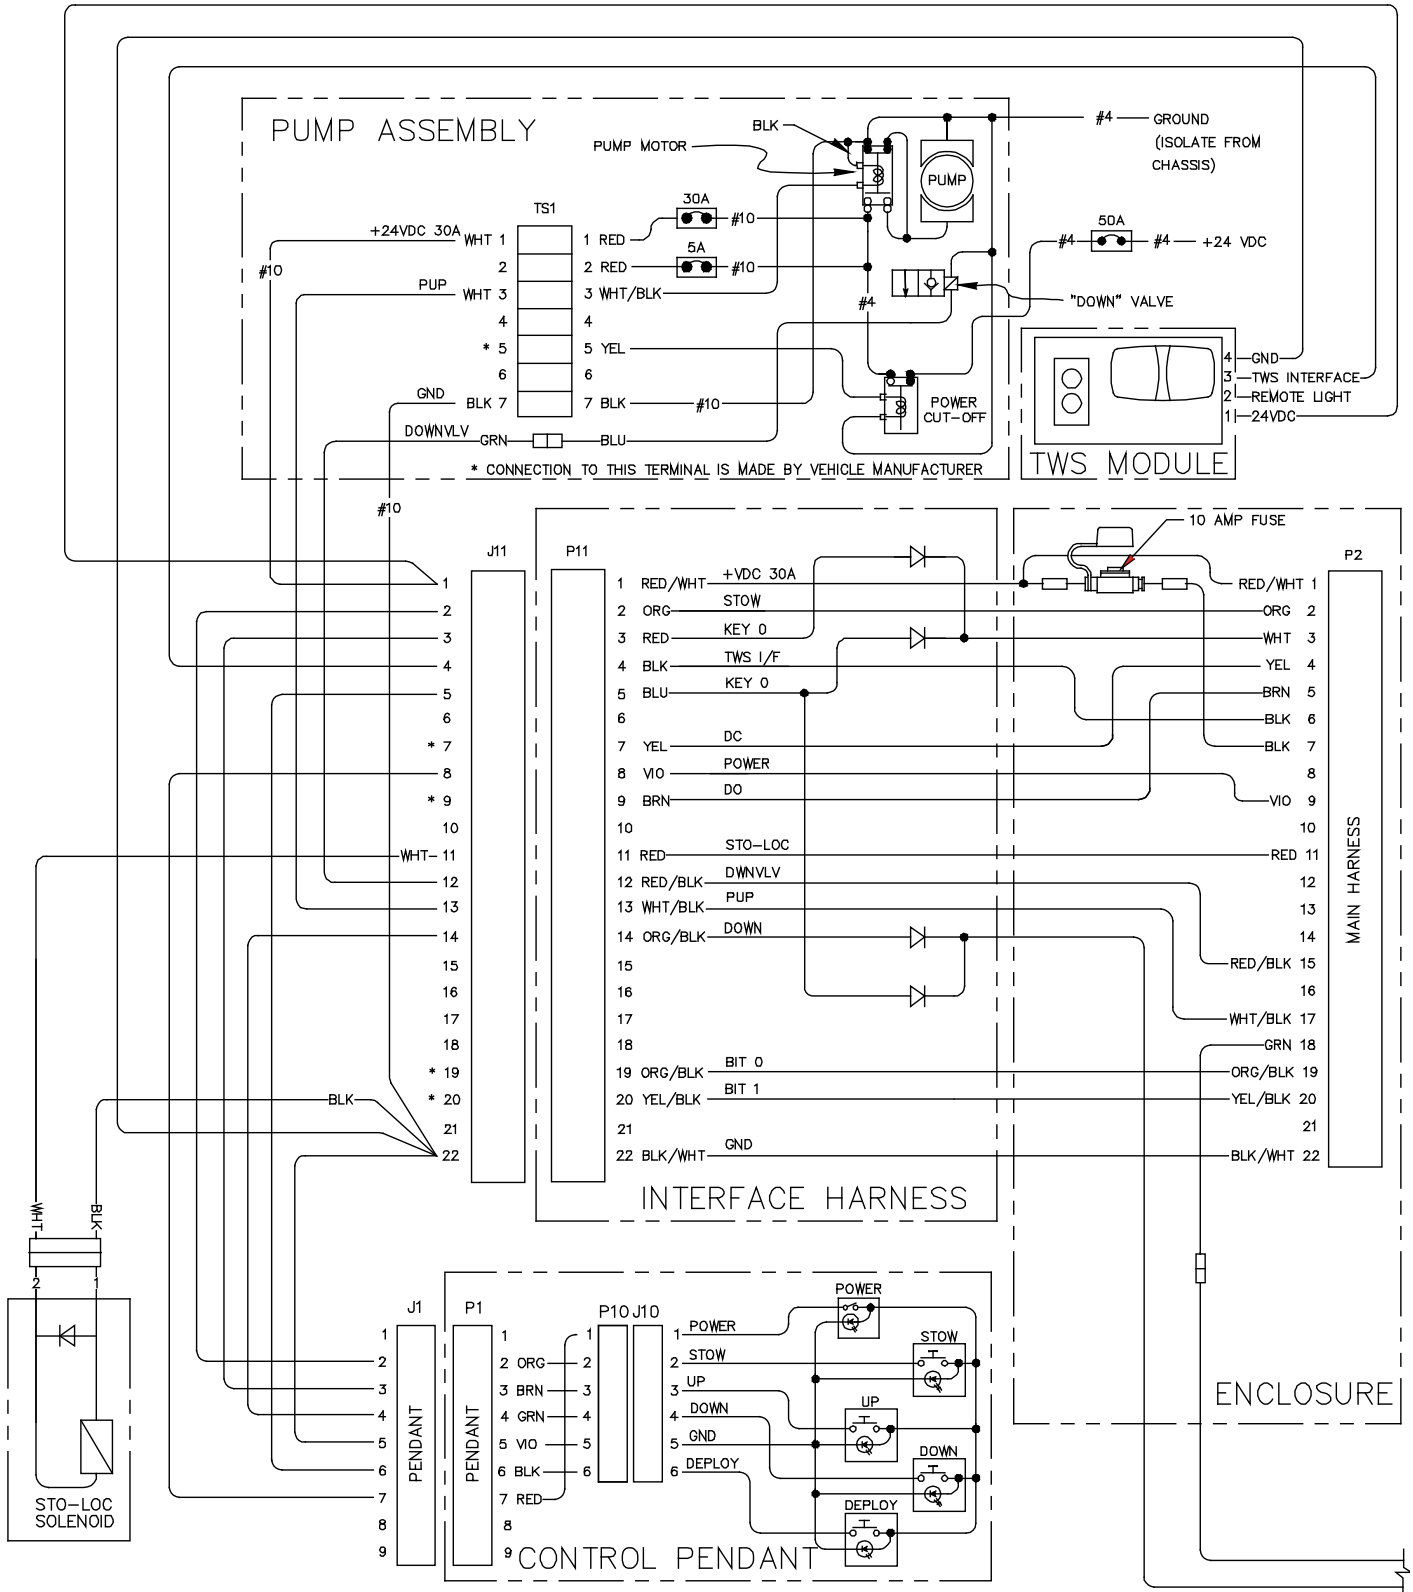 PUMP ASSEMBLY
BLK
PUMP MOTOR
PUMP
#4
GROUND
(ISOLATE FROM
CHASSIS)
50A
#4
#4
+24 VDC
30A
#10
5A
#10
#4
"DOWN" VALVE
POWER
CUT-OFF
TS1
+24VDC 30A WHT 1
1 RED
#10
2
2 RED
PUP WHT 3
3 WHT/BLK
4
4
* 5
5 YEL
6
6
GND BLK 7
7 BLK #10
DOWNVLV GRN BLU
* CONNECTION TO THIS TERMINAL IS MADE BY VEHICLE MANUFACTURER
#10
4 GND
3 TWS INTERFACE
2 REMOTE LIGHT
1 24VDC
TWS MODULE
J11
1
2
3
4
5
6
* 7
8
* 9
10
WHT 11
12
13
14
15
16
17
18
* 19
BLK * 20
21
22
P11
1 RED/WHT +VDC 30A
2 ORG STOW
3 RED KEY 0
4 BLK TWS I/F
5 BLU KEY 0
6
7 YEL DC
8 VIO POWER
9 BRN DO
10
11 RED STO-LOC
12 RED/BLK DWNVLV
13 WHT/BLK PUP
14 ORG/BLK DOWN
15
16
17
18
19 ORG/BLK BIT 0
20 YEL/BLK BIT 1
21
22 BLK/WHT GND
INTERFACE HARNESS
10 AMP FUSE
P2
RED/WHT 1
ORG 2
WHT 3
YEL 4
BRN 5
BLK 6
BLK 7
8
VIO 9
10
RED 11
12
13
14
RED/BLK 15
16
WHT/BLK 17
GRN 18
ORG/BLK 19
YEL/BLK 20
21
BLK/WHT 22
MAIN HARNESS
ENCLOSURE
WHT
BLK
2
1
STO-LOC
SOLENOID
J1
1
2
3
4
5
6
7
8
9
PENDANT
P1
PENDANT
1
2 ORG 2
3 BRN 3
4 GRN 4
5 VIO 5
6 BLK 6
7 RED
8
9
P10 J10
1
1 POWER
2 STOW
3 UP
4 DOWN
5 GND
6 DEPLOY
POWER
STOW
UP
DOWN
DEPLOY
CONTROL PENDANT